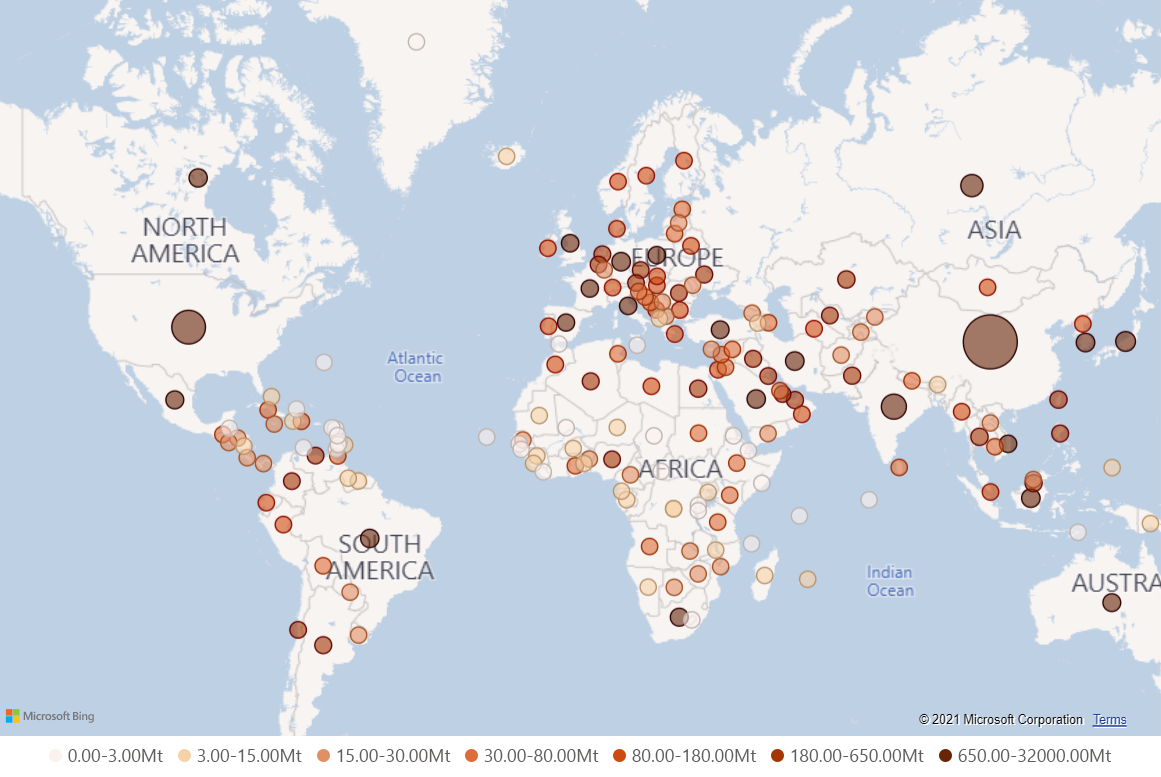 NORTH
AMERICA
ASIA
EUROPE
Atlantic
Ocean
AFRICA
SOUTH
AMERICA
Indian
Ocean
AUSTRA
Microsoft Bing
© 2021 Microsoft Corporation Terms
0.00-3.00Mt 3.00-15.00Mt 15.00-30.00Mt 30.00-80.00Mt 80.00-180.00Mt 180.00-650.00Mt 650.00-32000.00Mt